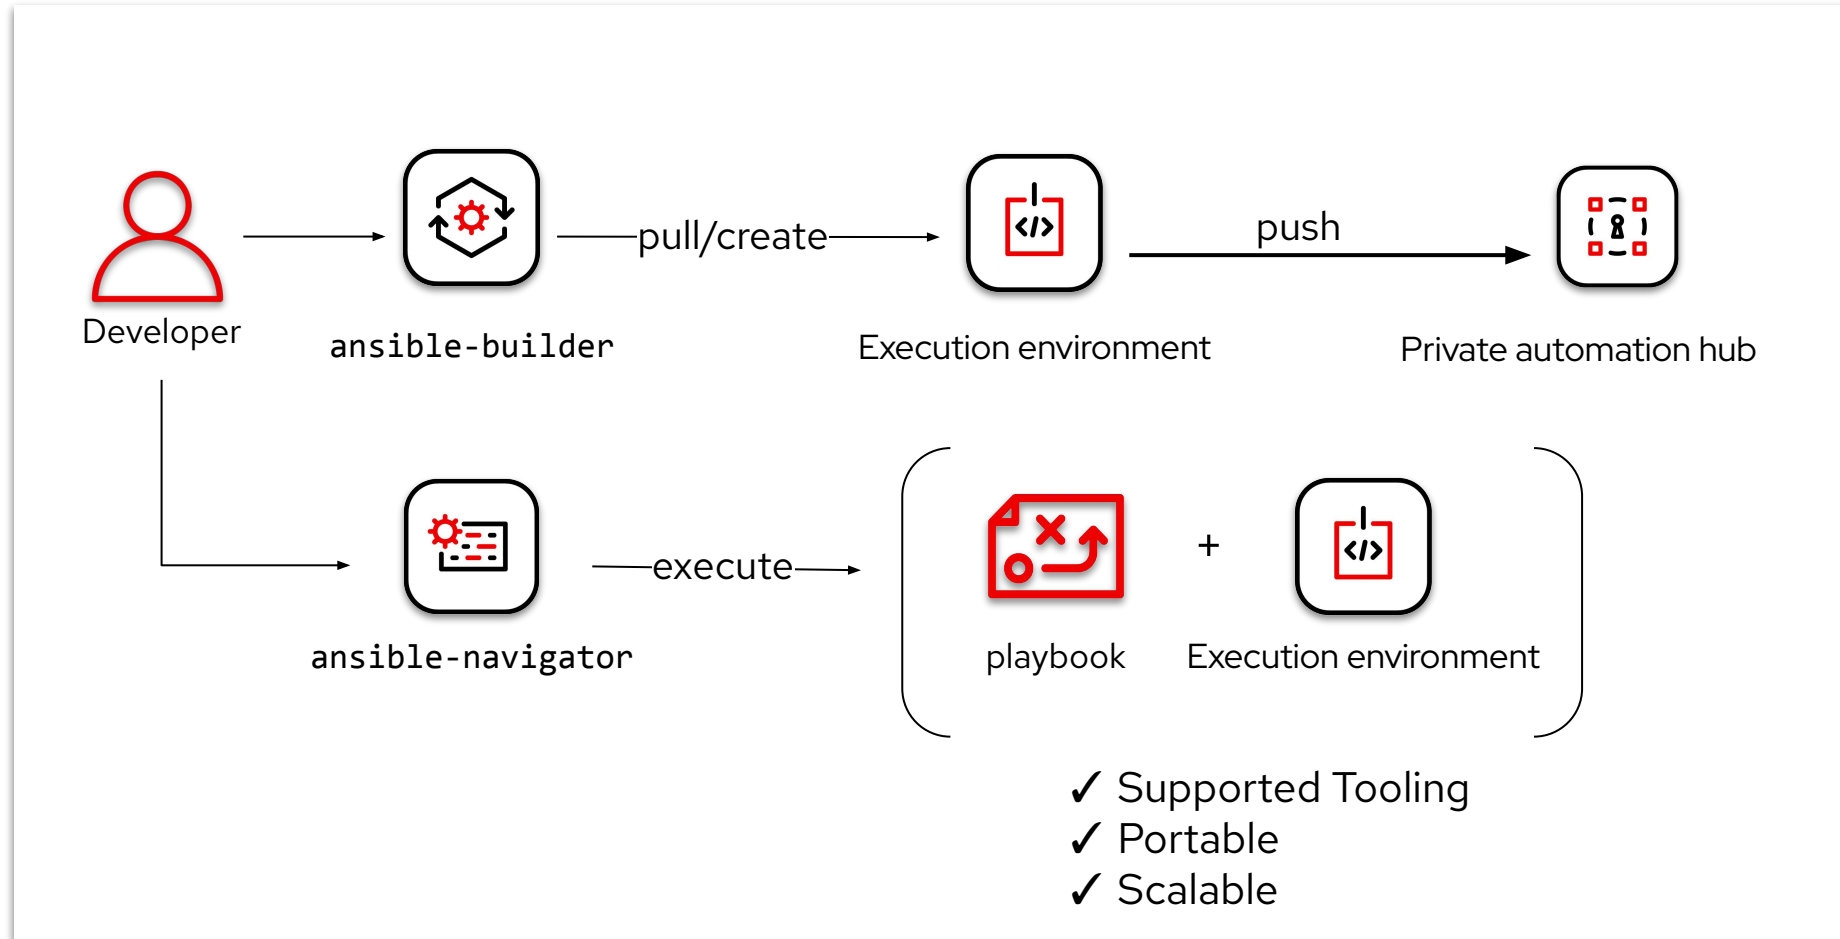 pull/create
push
Developer
ansible-builder
Execution environment
Private automation hub
execute
+
playbook
Execution environment
ansible-navigator
✓ Supported Tooling
✓ Portable
✓ Scalable